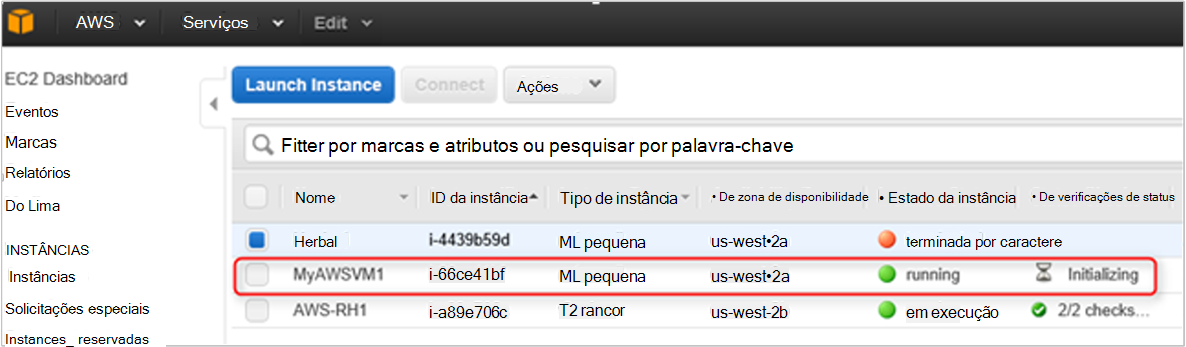 AWS Serviços Edit
EC2 Dashboard
Launch Instance Connect Ações
Eventos
Marcas
Fitter por marcas e atributos ou pesquisar por palavra-chave
Relatórios
Do Lima
Nome ID da instância Tipo de instância • De zona de disponibilidade • Estado da instância • De verificações de status
INSTÂNCIAS
Herbal i-4439b59d ML pequena us-west•2a terminada por caractere
Instâncias
MyAWSVM1 i-66ce41bf ML pequena us-west•2a running Initializing
Solicitações especiais
AWS-RH1 i-a89e706c T2 rancor us-west-2b em execução 2/2 checks...
Instances_ reservadas